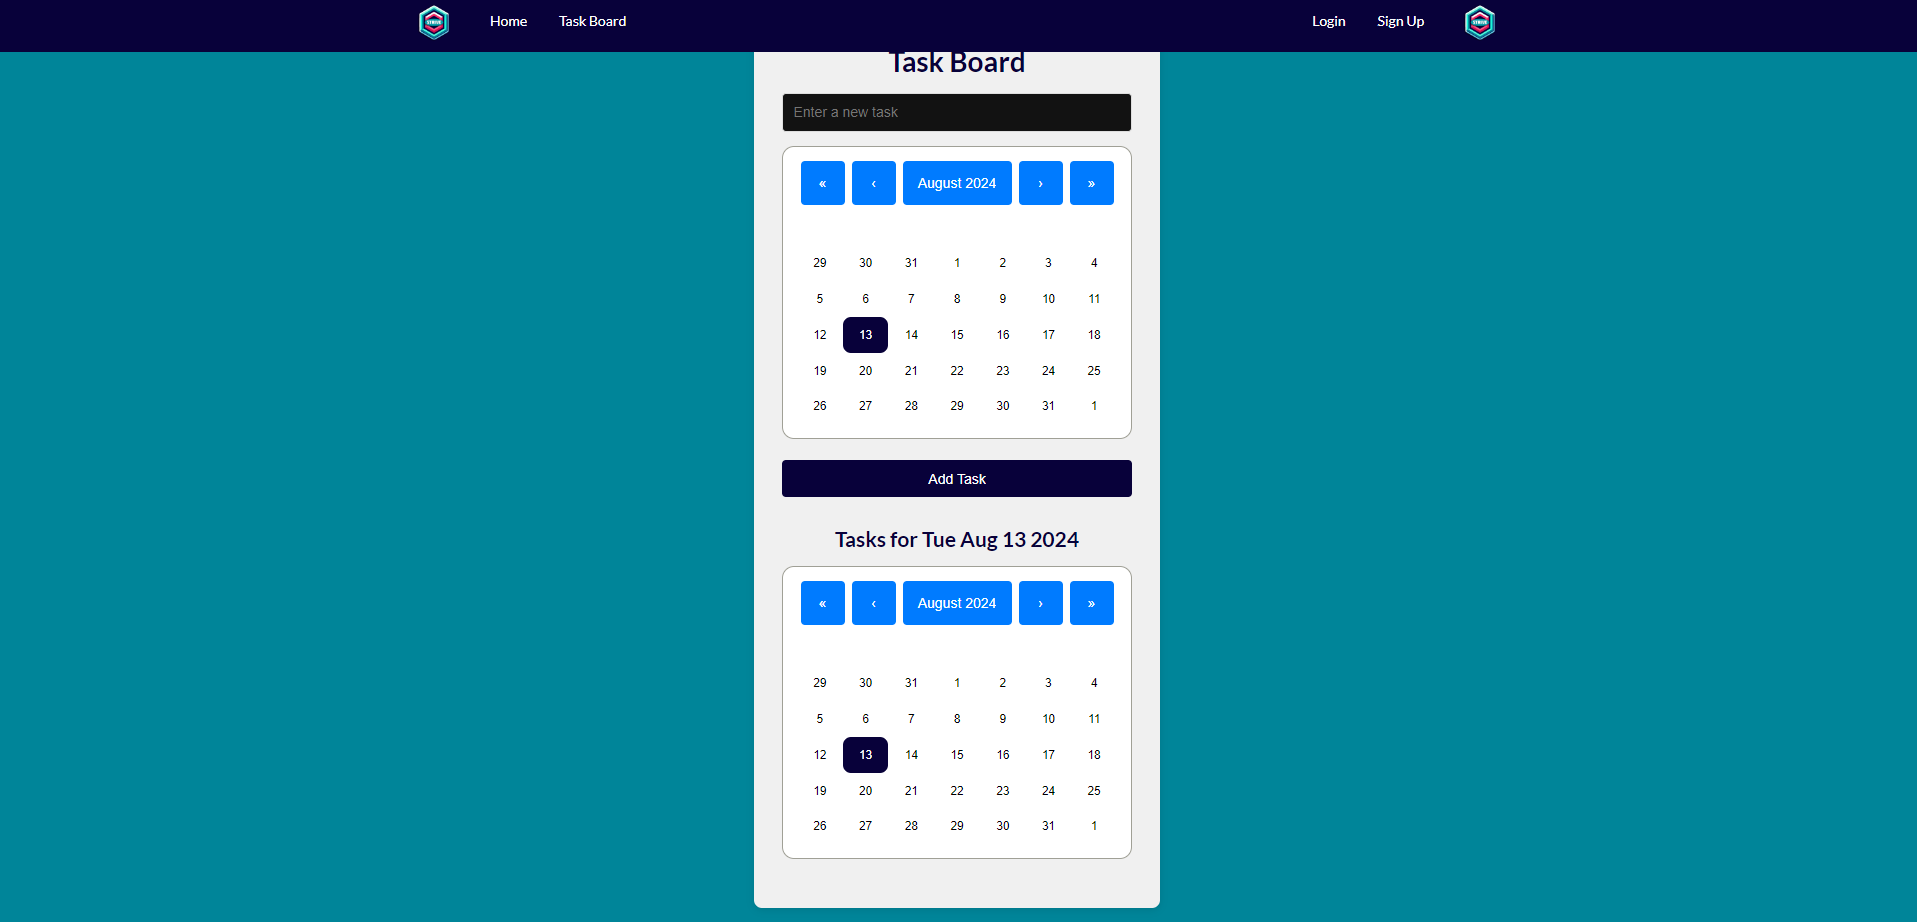 Home Task Board Login Sign Up
Task Board
Enter a new task
« ‹ August 2024 › »
29 30 31 1 2 3 4
5 6 7 8 9 10 11
12 13 14 15 16 17 18
19 20 21 22 23 24 25
26 27 28 29 30 31 1
Add Task
Tasks for Tue Aug 13 2024
« ‹ August 2024 › »
29 30 31 1 2 3 4
5 6 7 8 9 10 11
12 13 14 15 16 17 18
19 20 21 22 23 24 25
26 27 28 29 30 31 1